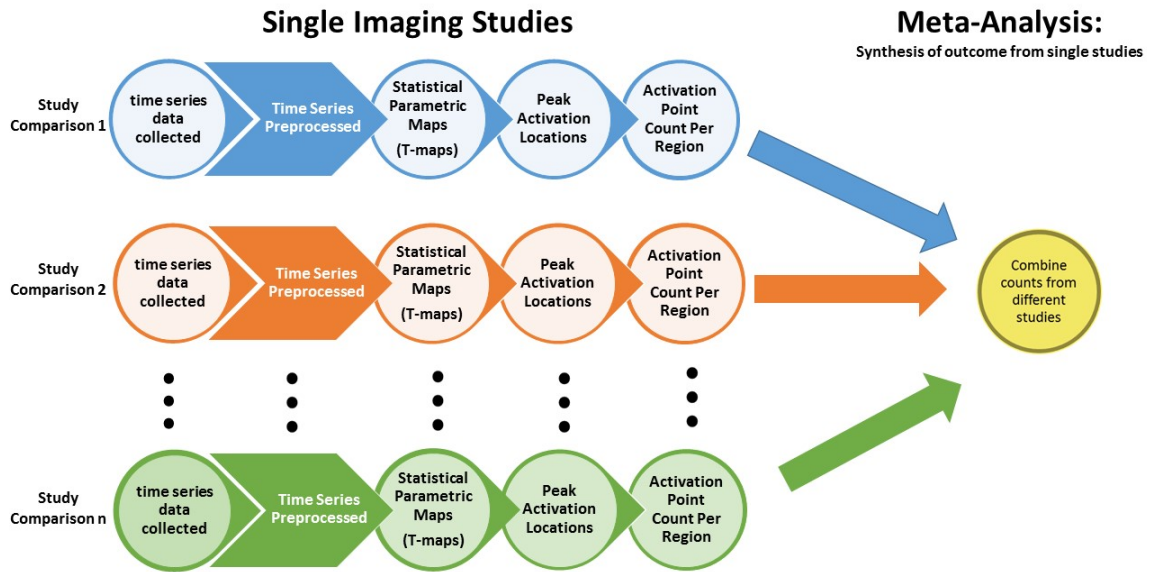 Single Imaging Studies
Meta-Analysis:
Synthesis of outcome from single studies
Study
Comparison 1
time series
data
collected
Time Series
Preprocessed
Statistical
Parametric
Maps
(T-maps)
Peak
Activation
Locations
Activation
Point
Count Per
Region
Study
Comparison 2
time series
data
collected
Time Series
Preprocessed
Statistical
Parametric
Maps
(T-maps)
Peak
Activation
Locations
Activation
Point
Count Per
Region
Combine
counts from
different
studies
Study
Comparison n
time series
data
collected
Time Series
Preprocessed
Statistical
Parametric
Maps
(T-maps)
Peak
Activation
Locations
Activation
Point
Count Per
Region